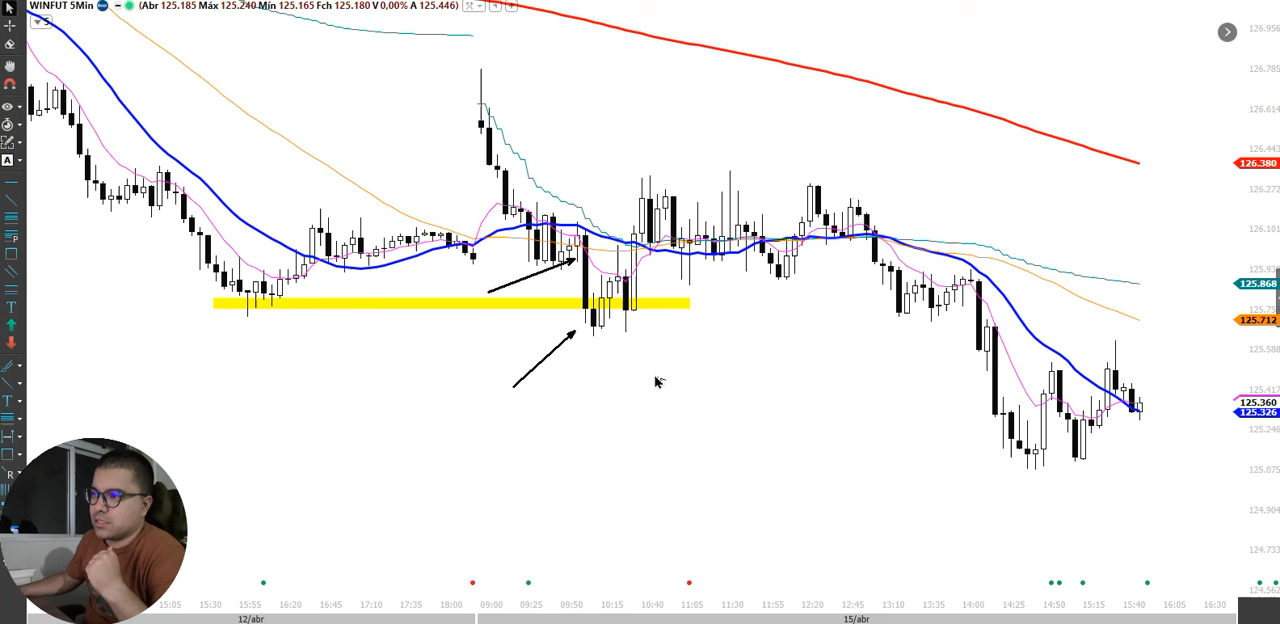 WINFUT 5Min (Abr 125.185 Máx 125.240 Mín 125.165 Fch 125.180 V 0,00% A 125.446)
5
126.956
126.785
126.614
126.443
126.380
126.272
126.101
125.868
125.712
125.588
125.417
125.360
125.326
125.246
125.075
124.904
124.733
124.562
A
P
T
T
R
15:05 15:30 15:55 16:20 16:45 17:10 17:35 18:00 09:00 09:25 09:50 10:15 10:40 11:05 11:30 11:55 12:20 12:45 13:10 13:35 14:00 14:25 14:50 15:15 15:40 16:05 16:30
12/abr 15/abr